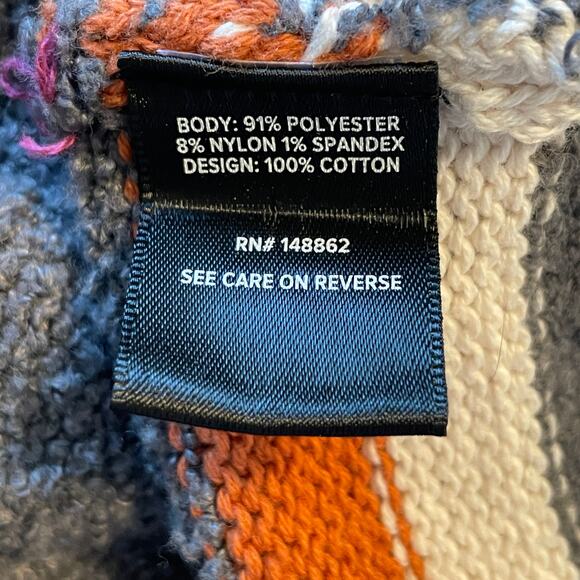 BODY: 91% POLYESTER
8% NYLON 1% SPANDEX
DESIGN: 100% COTTON
RN# 148862
SEE CARE ON REVERSE